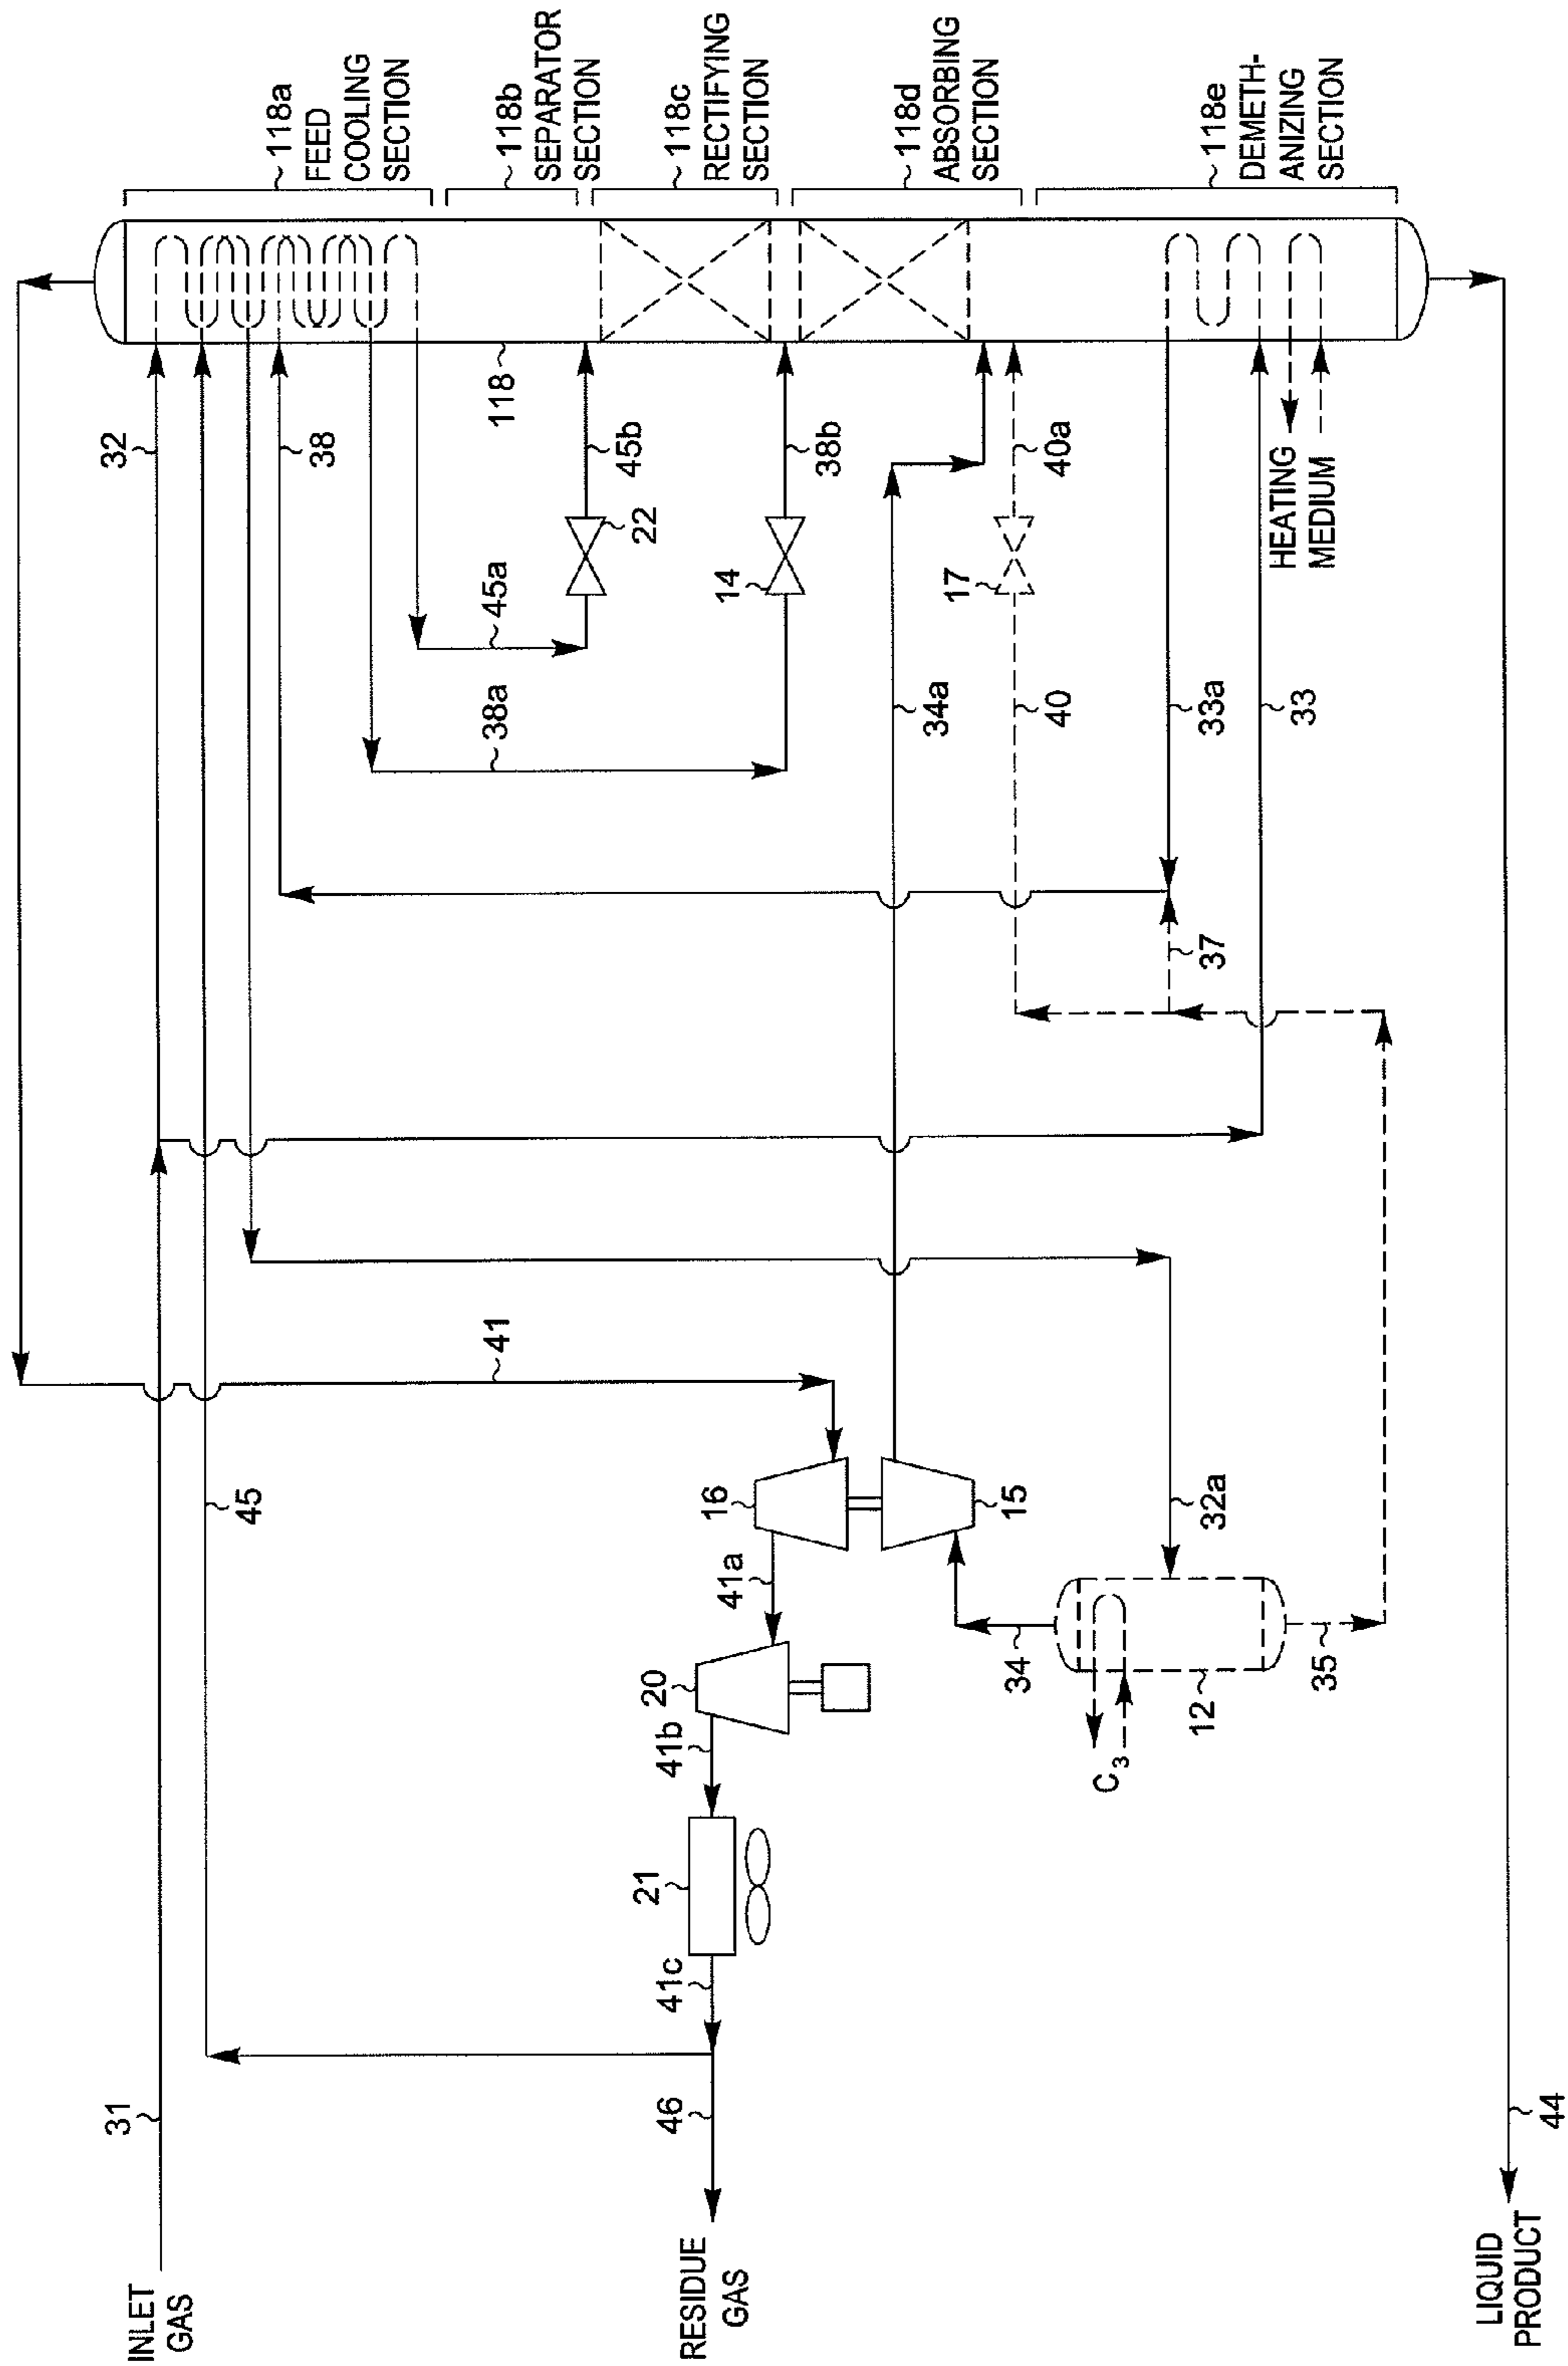 118a
FEED
COOLING
SECTION
118b
SEPARATOR
SECTION
118c
RECTIFYING
SECTION
118d
ABSORBING
SECTION
118e
DEMETH-
ANIZING
SECTION
32
38
118
45b
22
45a
14
38b
38a
40a
17
40
34a
33a
33
HEATING
MEDIUM
37
41
45
16
15
32a
41a
20
41b
34
12
35
C3
21
41c
31
46
44
INLET
GAS
RESIDUE
GAS
LIQUID
PRODUCT